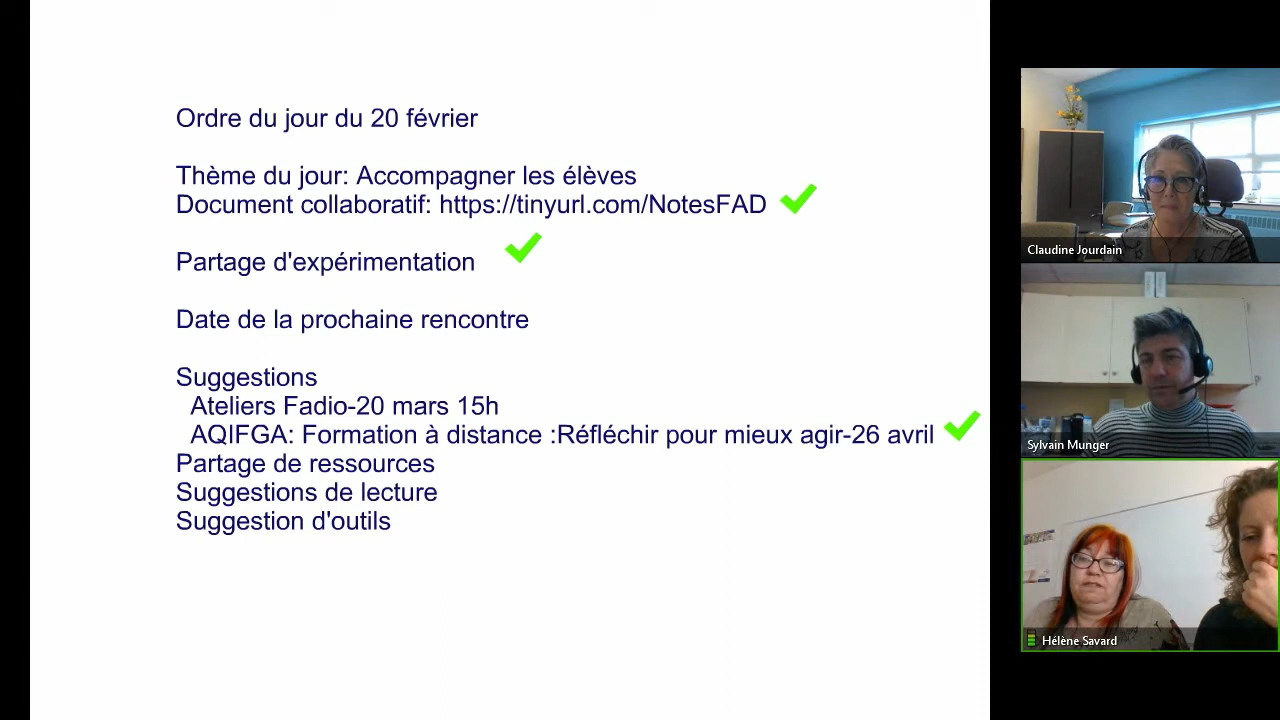 Ordre du jour du 20 février
Thème du jour: Accompagner les élèves
Document collaboratif: https://tinyurl.com/NotesFAD
Partage d'expérimentation
Date de la prochaine rencontre
Suggestions
Ateliers Fadio-20 mars 15h
AQIFGA: Formation à distance :Réfléchir pour mieux agir-26 avril
Partage de ressources
Suggestions de lecture
Suggestion d'outils
Claudine Jourdain
Sylvain Munger
Hélène Savard